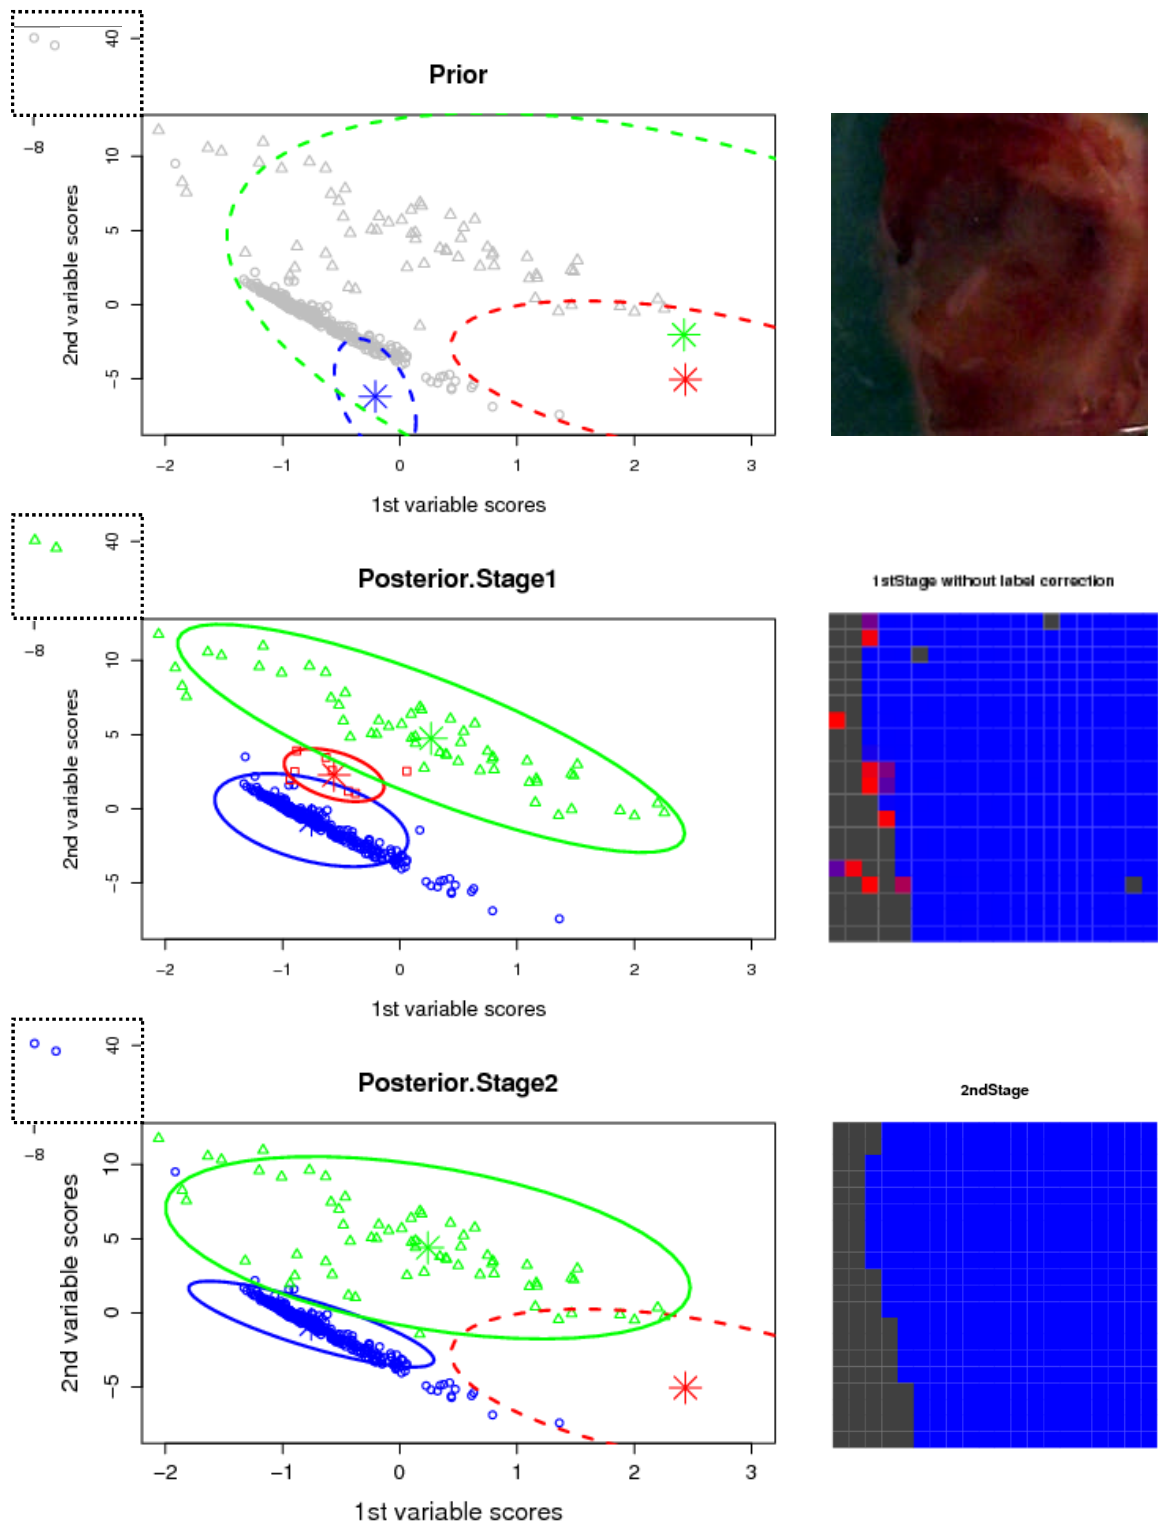 40
Prior
-8
2nd variable scores
10
5
0
-5
-2 -1 0 1 2 3
1st variable scores
40
Posterior.Stage1
1stStage without label correction
-8
2nd variable scores
10
5
0
-5
-2 -1 0 1 2 3
1st variable scores
40
Posterior.Stage2
2ndStage
-8
2nd variable scores
10
5
0
-5
-2 -1 0 1 2 3
1st variable scores